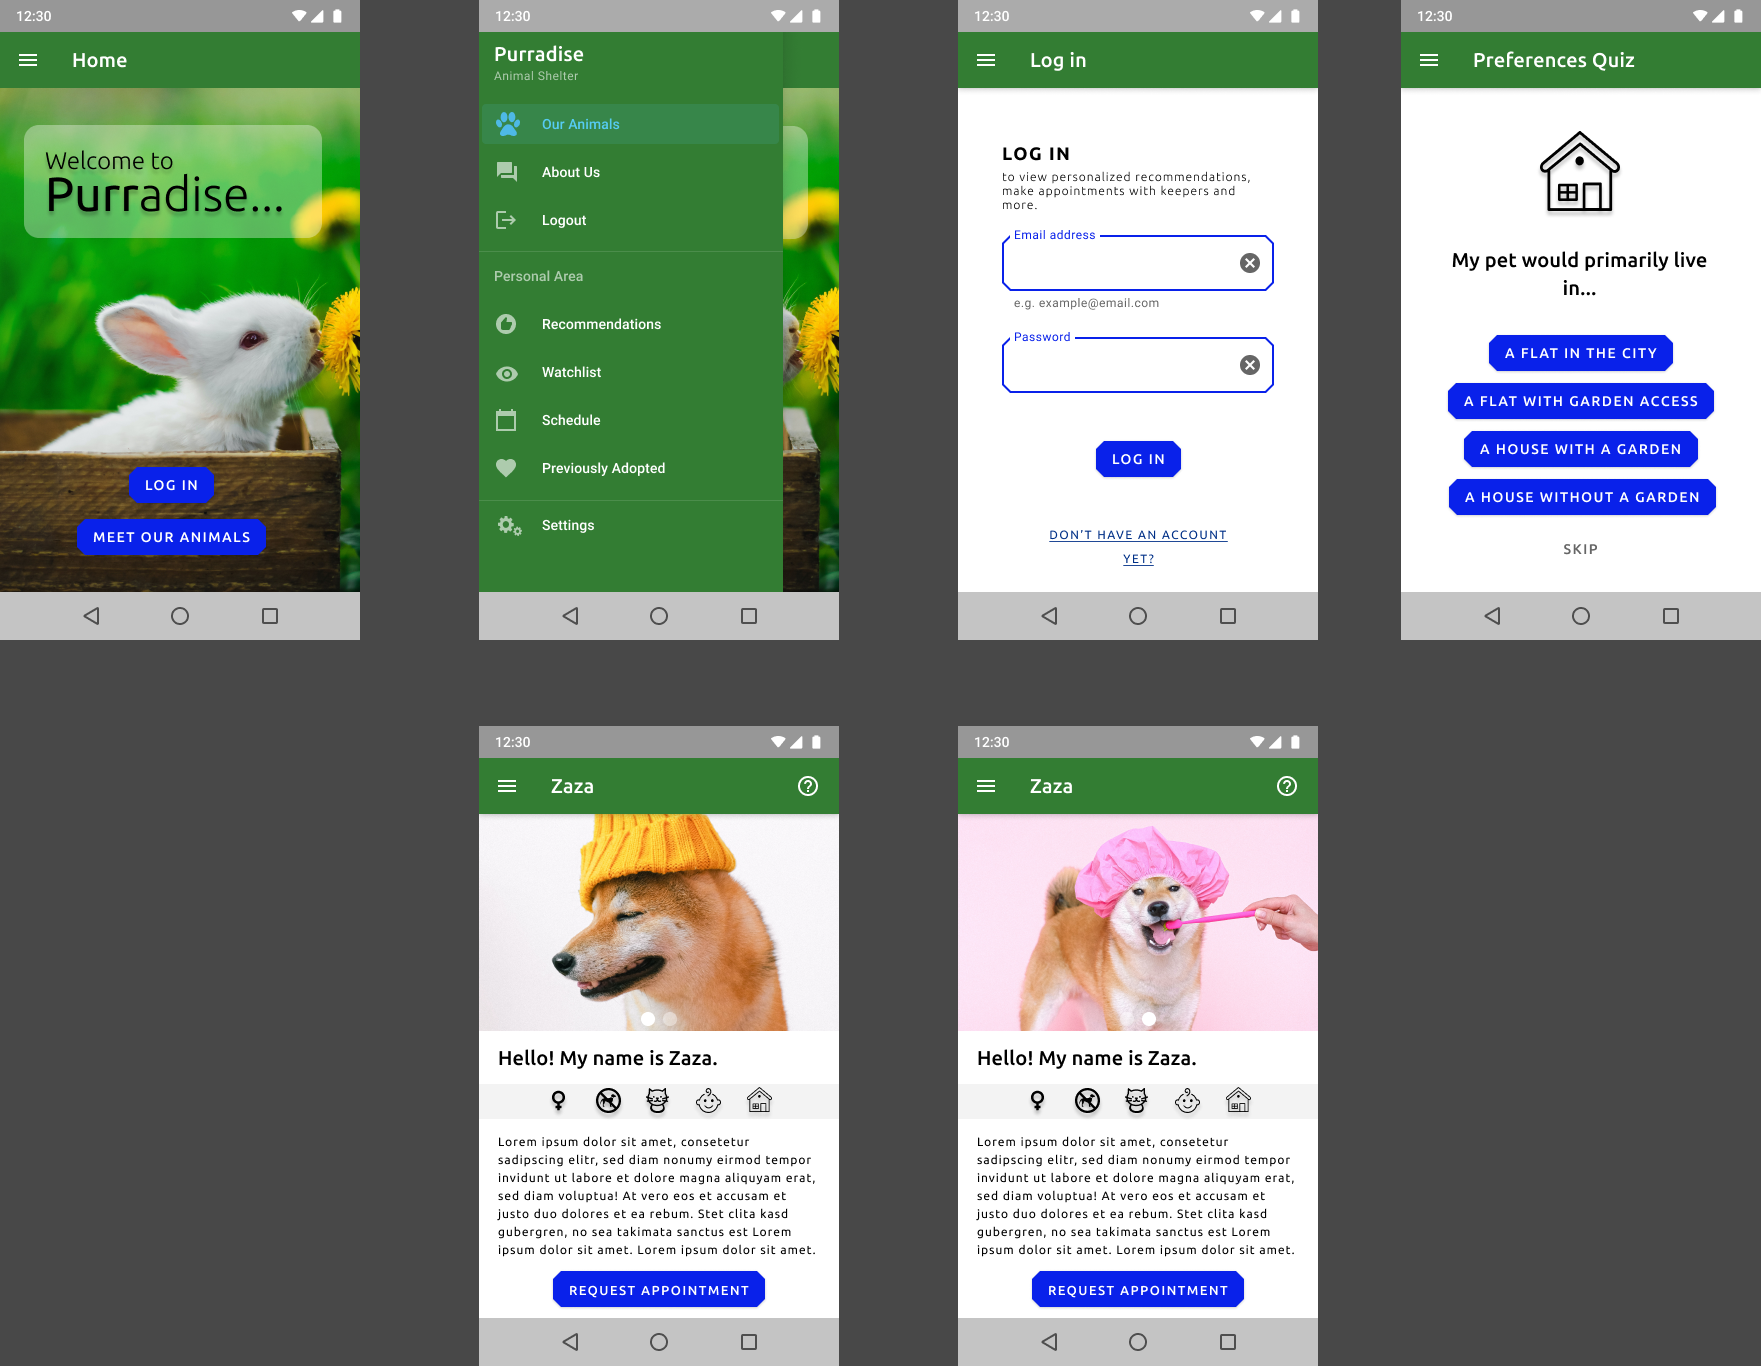 12:30
Home
Welcome to
Purradise...
LOG IN
MEET OUR ANIMALS
12:30
Purradise
Animal Shelter
Our Animals
About Us
Logout
Personal Area
Recommendations
Watchlist
Schedule
Previously Adopted
Settings
12:30
Log in
LOG IN
to view personalized recommendations,
make appointments with keepers and
more.
Email address
e.g. example@email.com
Password
LOG IN
DON'T HAVE AN ACCOUNT
YET?
12:30
Preferences Quiz
My pet would primarily live
in...
A FLAT IN THE CITY
A FLAT WITH GARDEN ACCESS
A HOUSE WITH A GARDEN
A HOUSE WITHOUT A GARDEN
SKIP
12:30
Zaza
Hello! My name is Zaza.
Lorem ipsum dolor sit amet, consetetur
sadipscing elitr, sed diam nonumy eirmod tempor
invidunt ut labore et dolore magna aliquyam erat,
sed diam voluptua! At vero eos et accusam et
justo duo dolores et ea rebum. Stet clita kasd
gubergren, no sea takimata sanctus est Lorem
ipsum dolor sit amet. Lorem ipsum dolor sit amet.
REQUEST APPOINTMENT
12:30
Zaza
Hello! My name is Zaza.
Lorem ipsum dolor sit amet, consetetur
sadipscing elitr, sed diam nonumy eirmod tempor
invidunt ut labore et dolore magna aliquyam erat,
sed diam voluptua! At vero eos et accusam et
justo duo dolores et ea rebum. Stet clita kasd
gubergren, no sea takimata sanctus est Lorem
ipsum dolor sit amet. Lorem ipsum dolor sit amet.
REQUEST APPOINTMENT